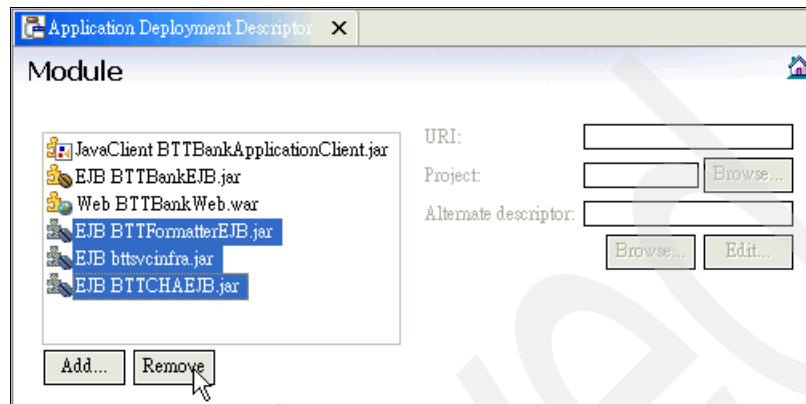 Application Deployment Descriptor
Module
JavaClient BTTBankApplicationClient.jar
EJB BTTBankEJB.jar
Web BTTBankWeb.war
EJB BTTFormatterEJB.jar
EJB bttsvcinfra.jar
EJB BTTCHAEJB.jar
Add...
Remove
URI:
Project:
Browse...
Alternate descriptor:
Browse...
Edit...